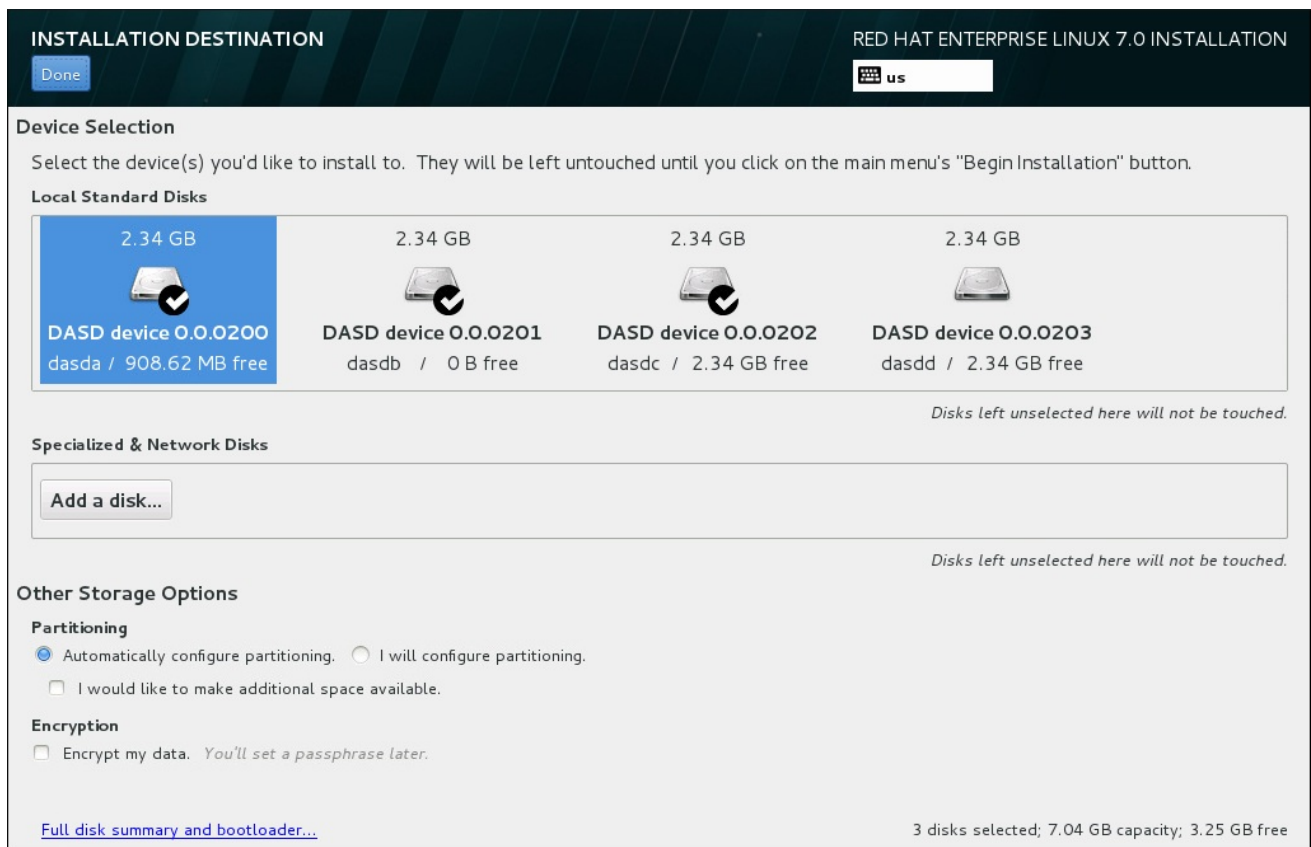 INSTALLATION DESTINATION
RED HAT ENTERPRISE LINUX 7.0 INSTALLATION
Done
us
Device Selection
Select the device(s) you'd like to install to. They will be left untouched until you click on the main menu's "Begin Installation" button.
Local Standard Disks
2.34 GB
DASD device 0.0.0200
dasda / 908.62 MB free
2.34 GB
DASD device 0.0.0201
dasdb / 0 B free
2.34 GB
DASD device 0.0.0202
dasdc / 2.34 GB free
2.34 GB
DASD device 0.0.0203
dasdd / 2.34 GB free
Disks left unselected here will not be touched.
Specialized & Network Disks
Add a disk...
Disks left unselected here will not be touched.
Other Storage Options
Partitioning
Automatically configure partitioning. I will configure partitioning.
I would like to make additional space available.
Encryption
Encrypt my data. You'll set a passphrase later.
Full disk summary and bootloader...
3 disks selected; 7.04 GB capacity; 3.25 GB free